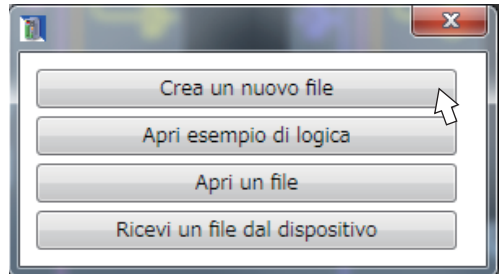 Crea un nuovo file
Apri esempio di logica
Apri un file
Ricevi un file dal dispositivo